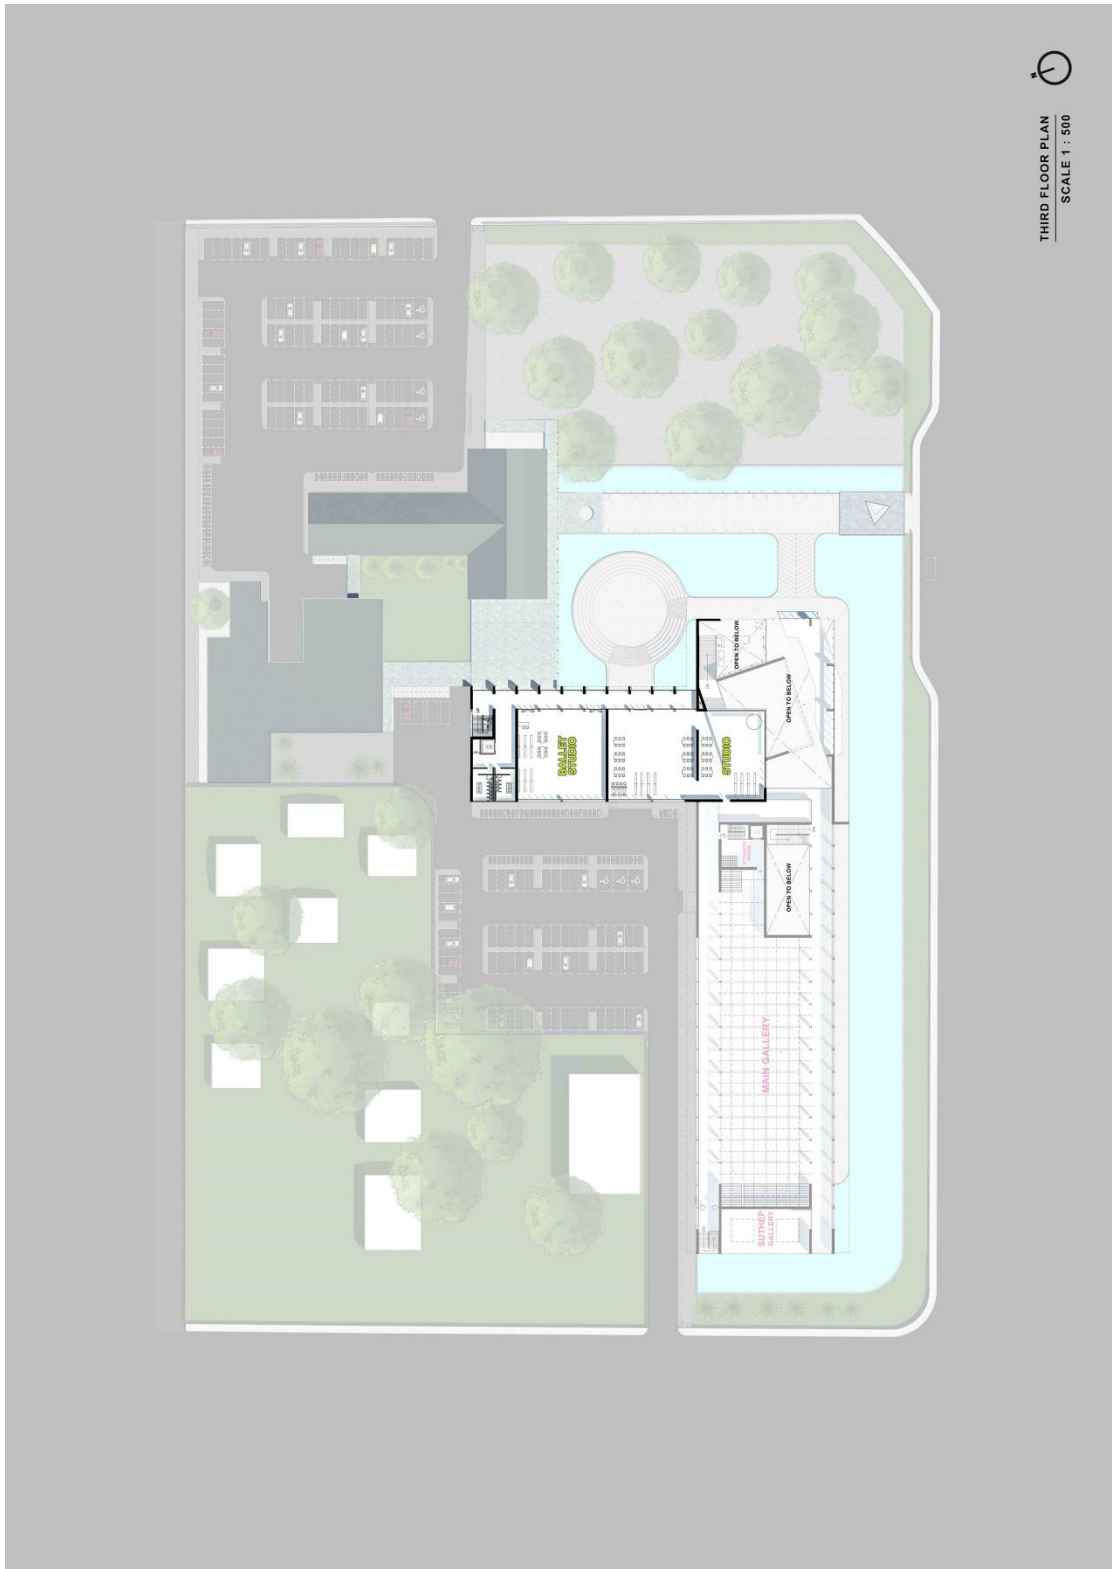 N
THIRD FLOOR PLAN
SCALE 1 : 500
OPEN TO BELOW
OPEN TO BELOW
BALLET
STUDIO
STUDIO
OPEN TO BELOW
MAIN GALLERY
SUTHEP
GALLERY